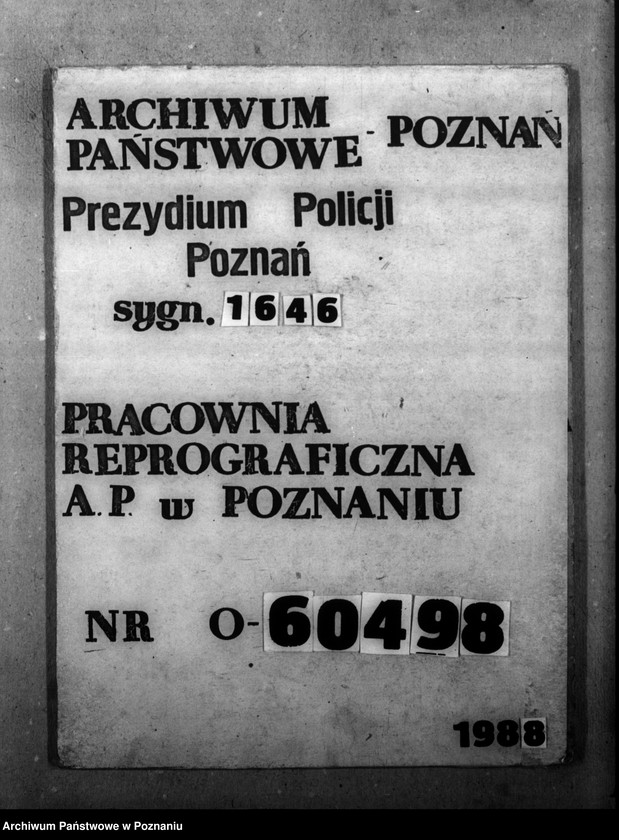 ARCHIWUM
PAŃSTWOWE - POZNAŃ
Prezydium Policji
Poznań
sygn. 1646
PRACOWNIA
REPROGRAFICZNA
A.P. w POZNANIU
NR O-60498
1988
Archiwum Państwowe w Poznaniu